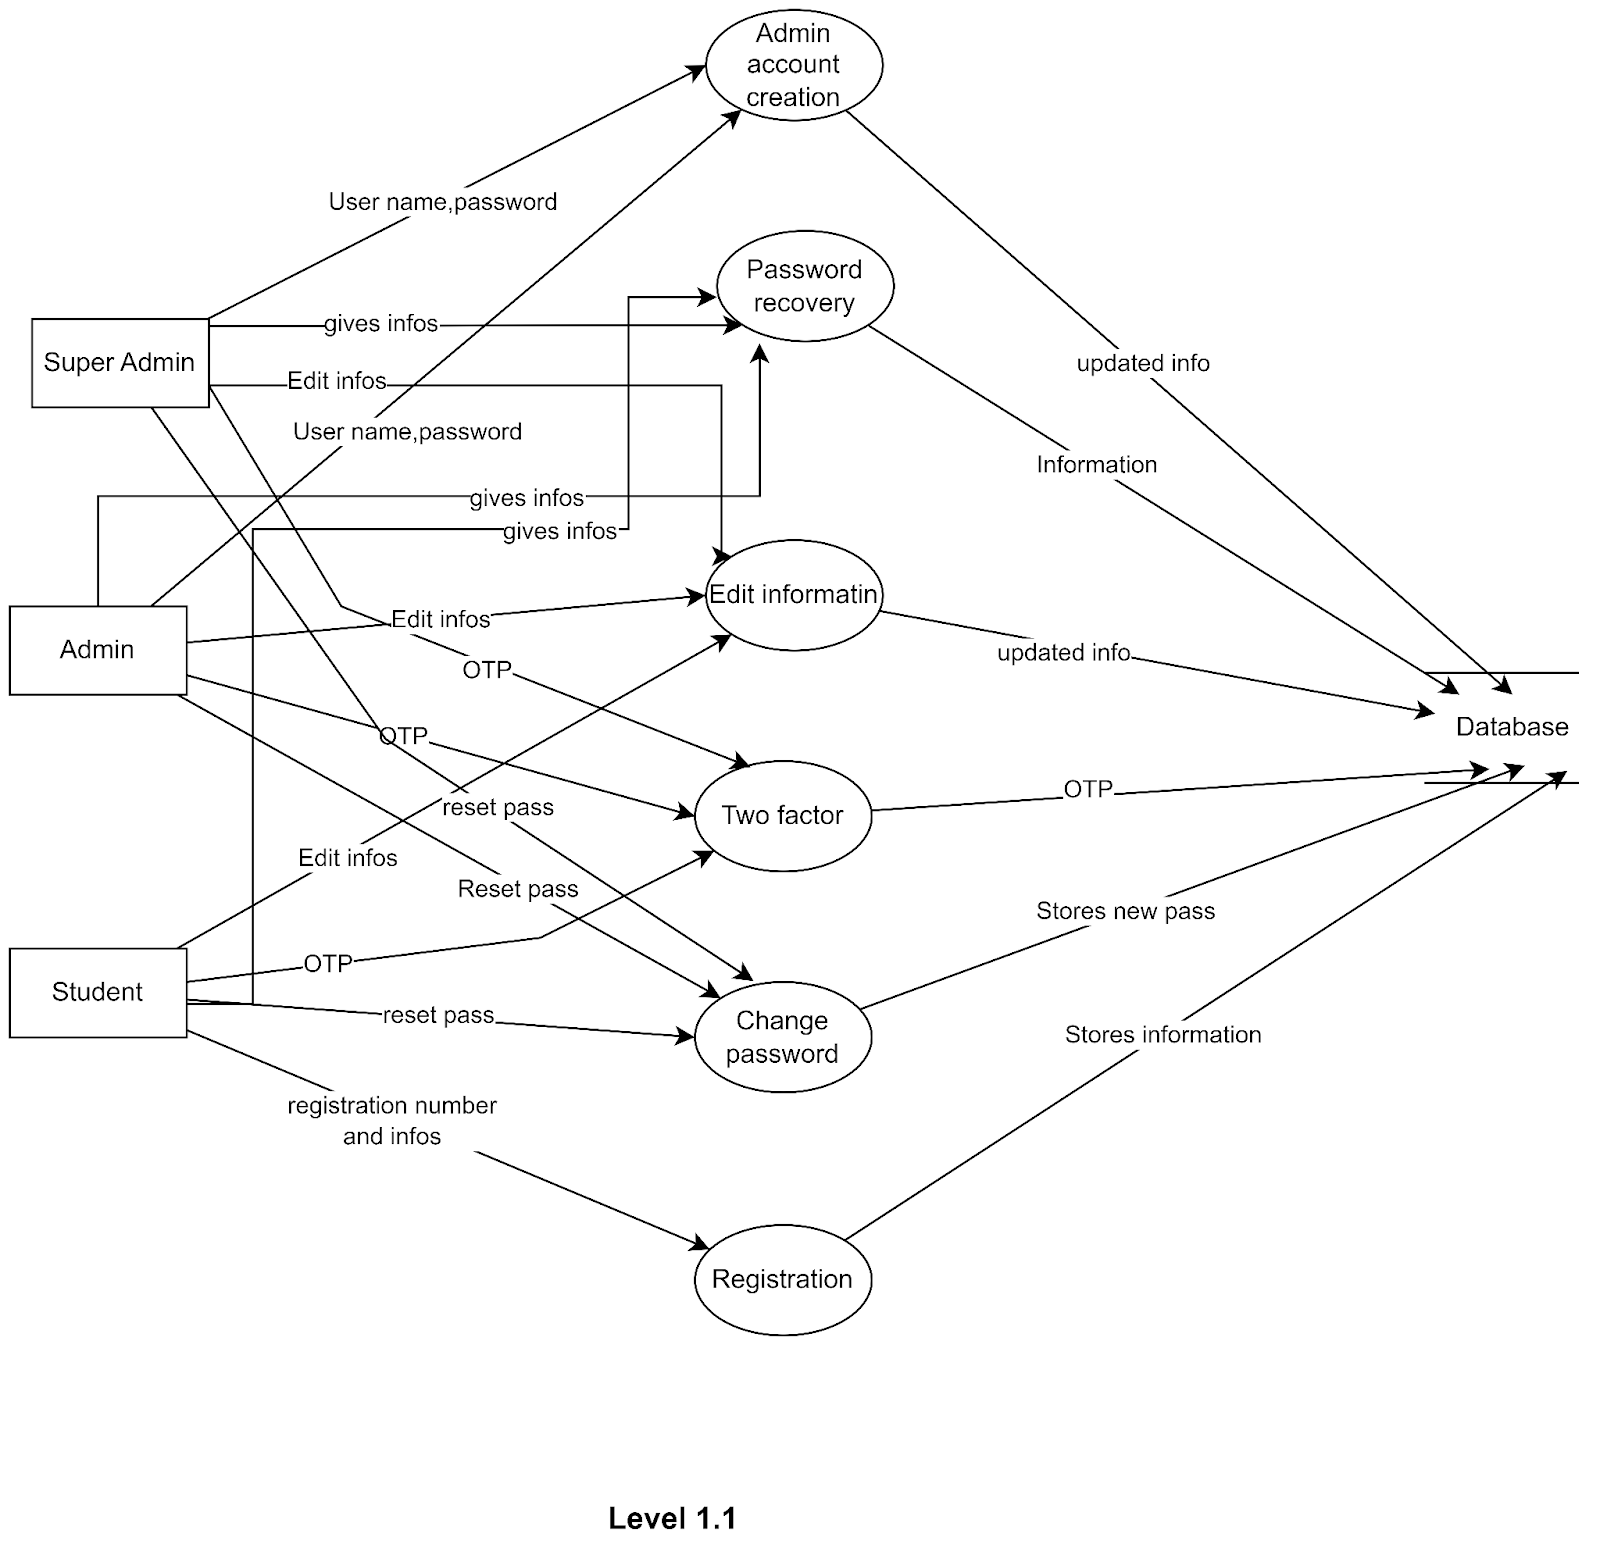 Admin
account
creation
User name,password
Password
recovery
gives infos
Super Admin
updated info
Edit infos
User name,password
Information
gives infos
gives infos
Edit informatin
Edit infos
Admin
updated info
OTP
Database
OTP
OTP
reset pass
Two factor
Edit infos
Reset pass
Stores new pass
OTP
Student
reset pass
Change
password
Stores information
registration number
and infos
Registration
Level 1.1